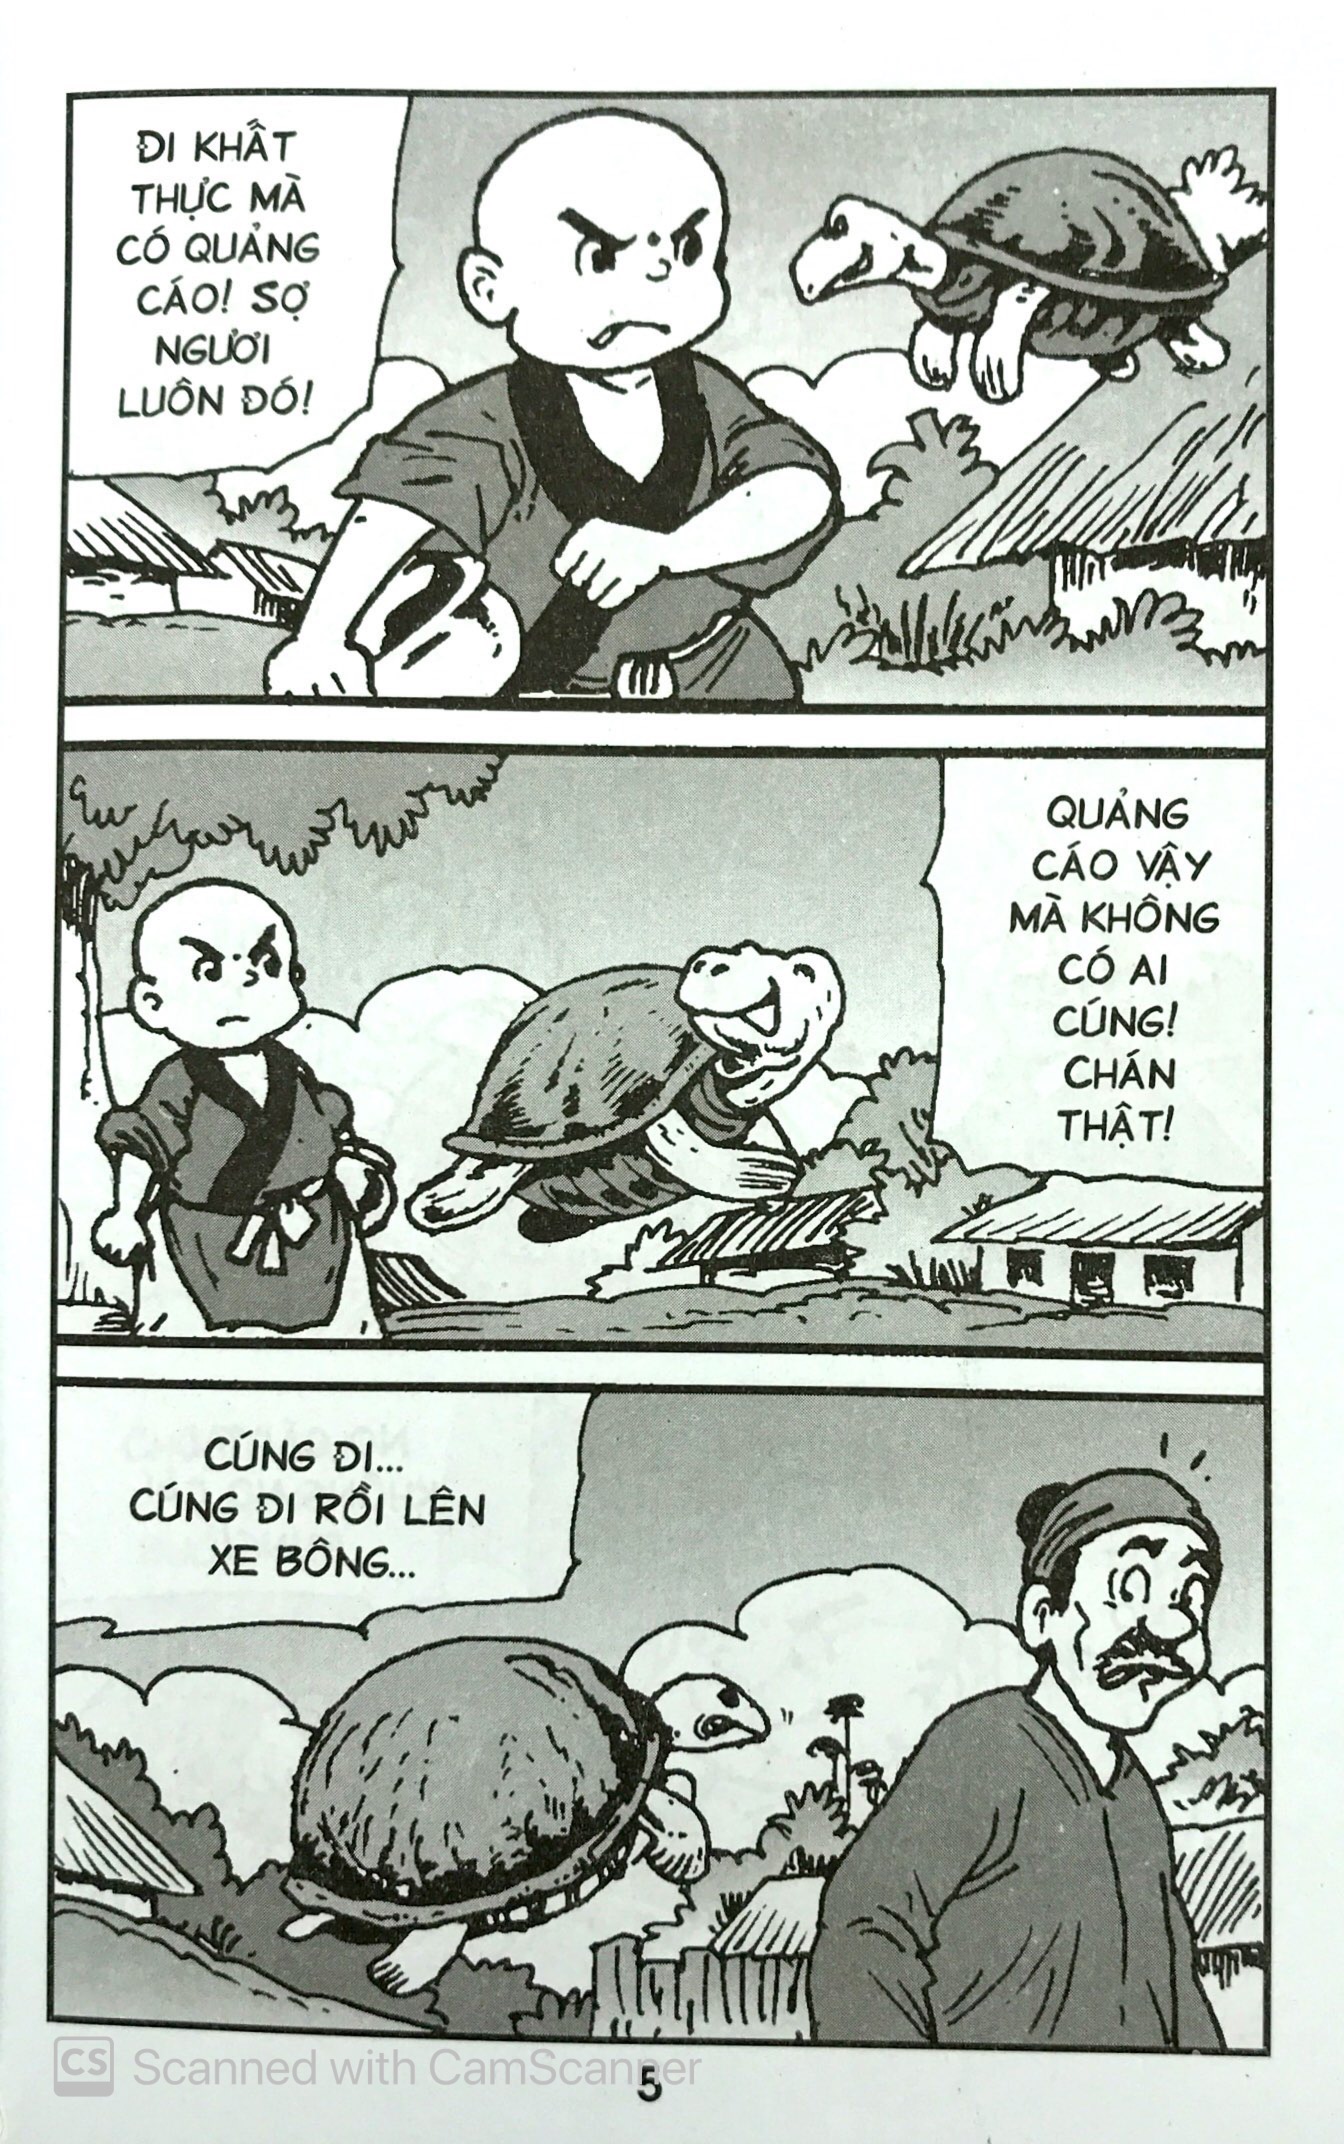 ĐI KHẤT
THỰC MÀ
CÓ QUẢNG
CÁO! SỢ
NGƯƠI
LUÔN ĐÓ!
QUẢNG
CÁO VẬY
MÀ KHÔNG
CÓ AI
CÚNG!
CHÁN
THẬT!
CÚNG ĐI...
CÚNG ĐI RỒI LÊN
XE BÔNG...
CS Scanned with CamScanner
5